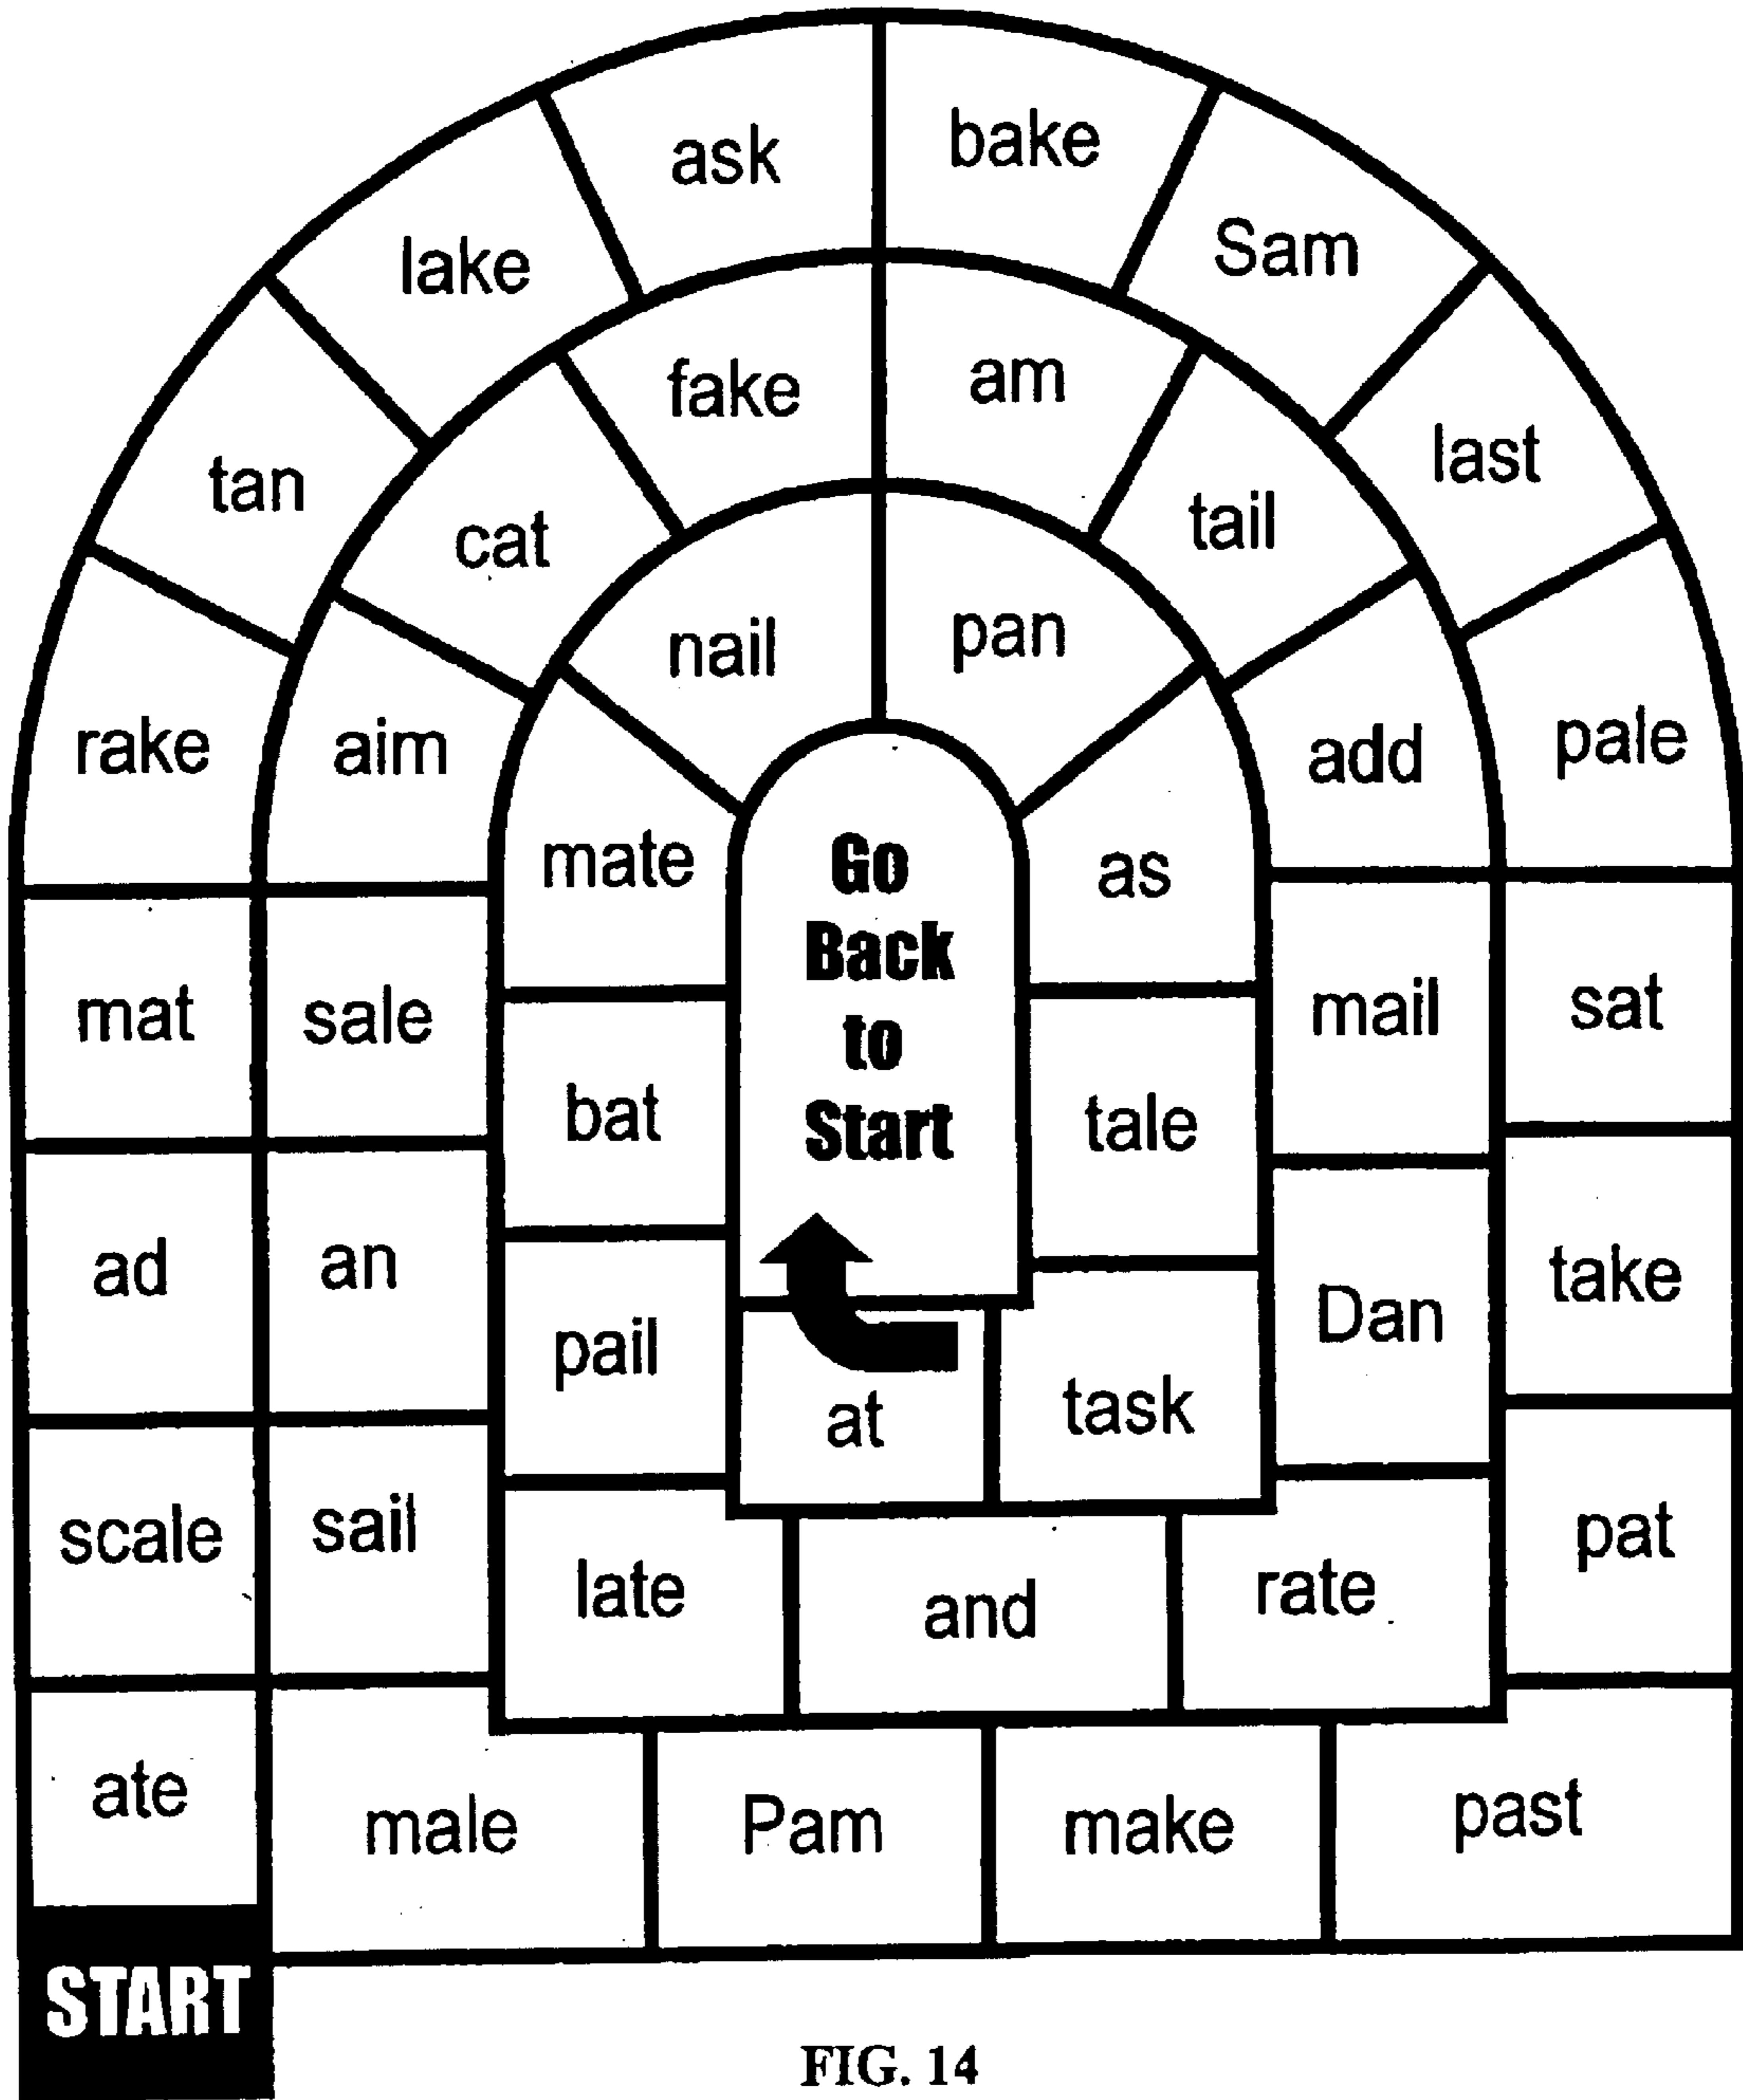 START
ate
scale
ad
mat
rake
tan
lake
ask
bake
Sam
last
pale
sat
take
pat
past
make
Pam
male
sail
an
sale
aim
cat
fake
am
tail
add
mail
Dan
rate
and
late
pail
bat
mate
nail
pan
as
tale
task
at
Go
Back
to
Start
FIG. 14